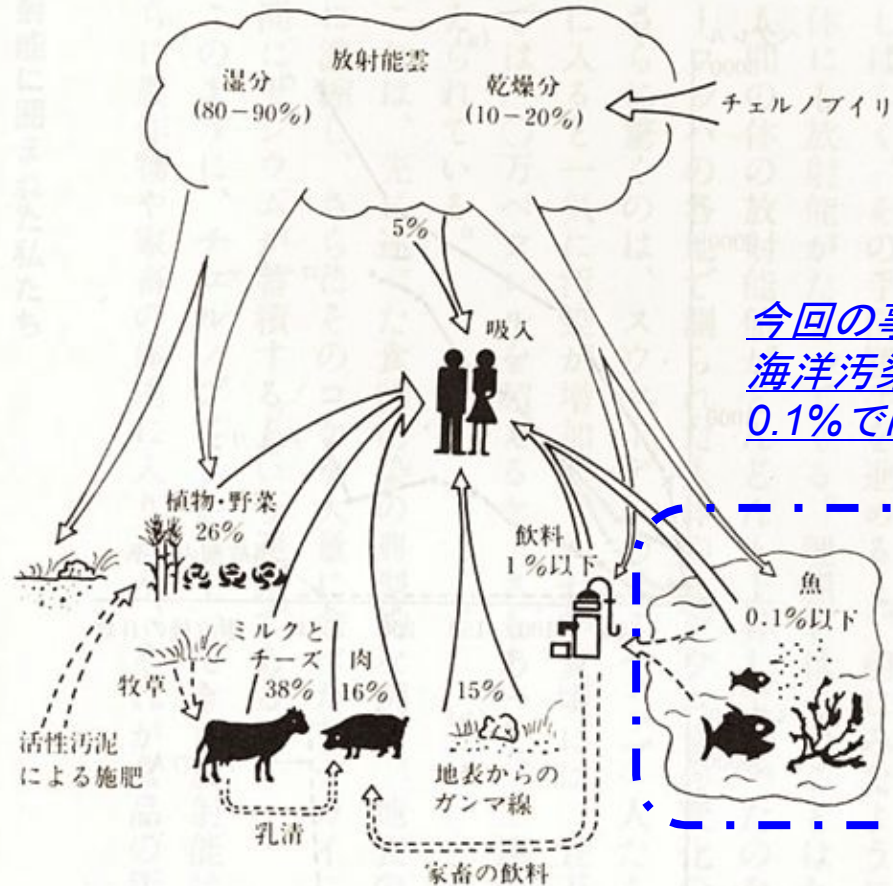 放射能雲
湿分
(80-90%)
乾燥分
(10-20%)
チェルノブイリ
5%
吸入
今回の
海洋汚染
0.1%で
植物・野菜
26%
飲料
1%以下
魚
0.1%以下
ミルクと
チーズ
38%
肉
16%
15%
牧草
活性汚泥
による施肥
地表からの
ガンマ線
乳清
家畜の飲料